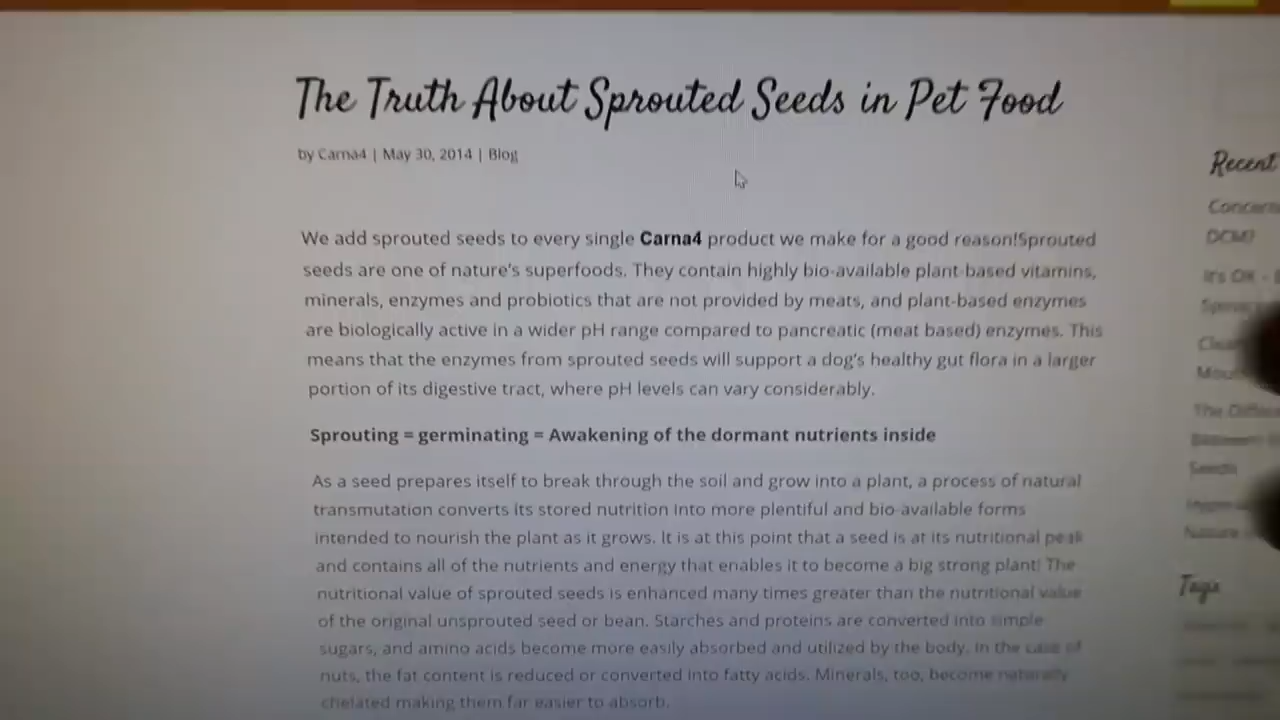 The Truth About Sprouted Seeds in Pet Food
by Carna4 | May 30, 2014 | Blog
We add sprouted seeds to every single Carna4 product we make for a good reason!Sprouted
seeds are one of nature's superfoods. They contain highly bio-available plant-based vitamins,
minerals, enzymes and probiotics that are not provided by meats, and plant-based enzymes
are biologically active in a wider pH range compared to pancreatic (meat based) enzymes. This
means that the enzymes from sprouted seeds will support a dog's healthy gut flora in a larger
portion of its digestive tract, where pH levels can vary considerably.
Sprouting = germinating = Awakening of the dormant nutrients inside
As a seed prepares itself to break through the soil and grow into a plant, a process of natural
transmutation converts its stored nutrition into more plentiful and bio-available forms
intended to nourish the plant as it grows. It is at this point that a seed is at its nutritional peak
and contains all of the nutrients and energy that enables it to become a big strong plant! The
nutritional value of sprouted seeds is enhanced many times greater than the nutritional value
of the original unsprouted seed or bean. Starches and proteins are converted into simple
sugars, and amino acids become more easily absorbed and utilized by the body. In the case of
nuts, the fat content is reduced or converted into fatty acids. Minerals, too, become naturally
chelated making them far easier to absorb.
Recent
DCM?
It's OK -
Seeds
Nature
Tags